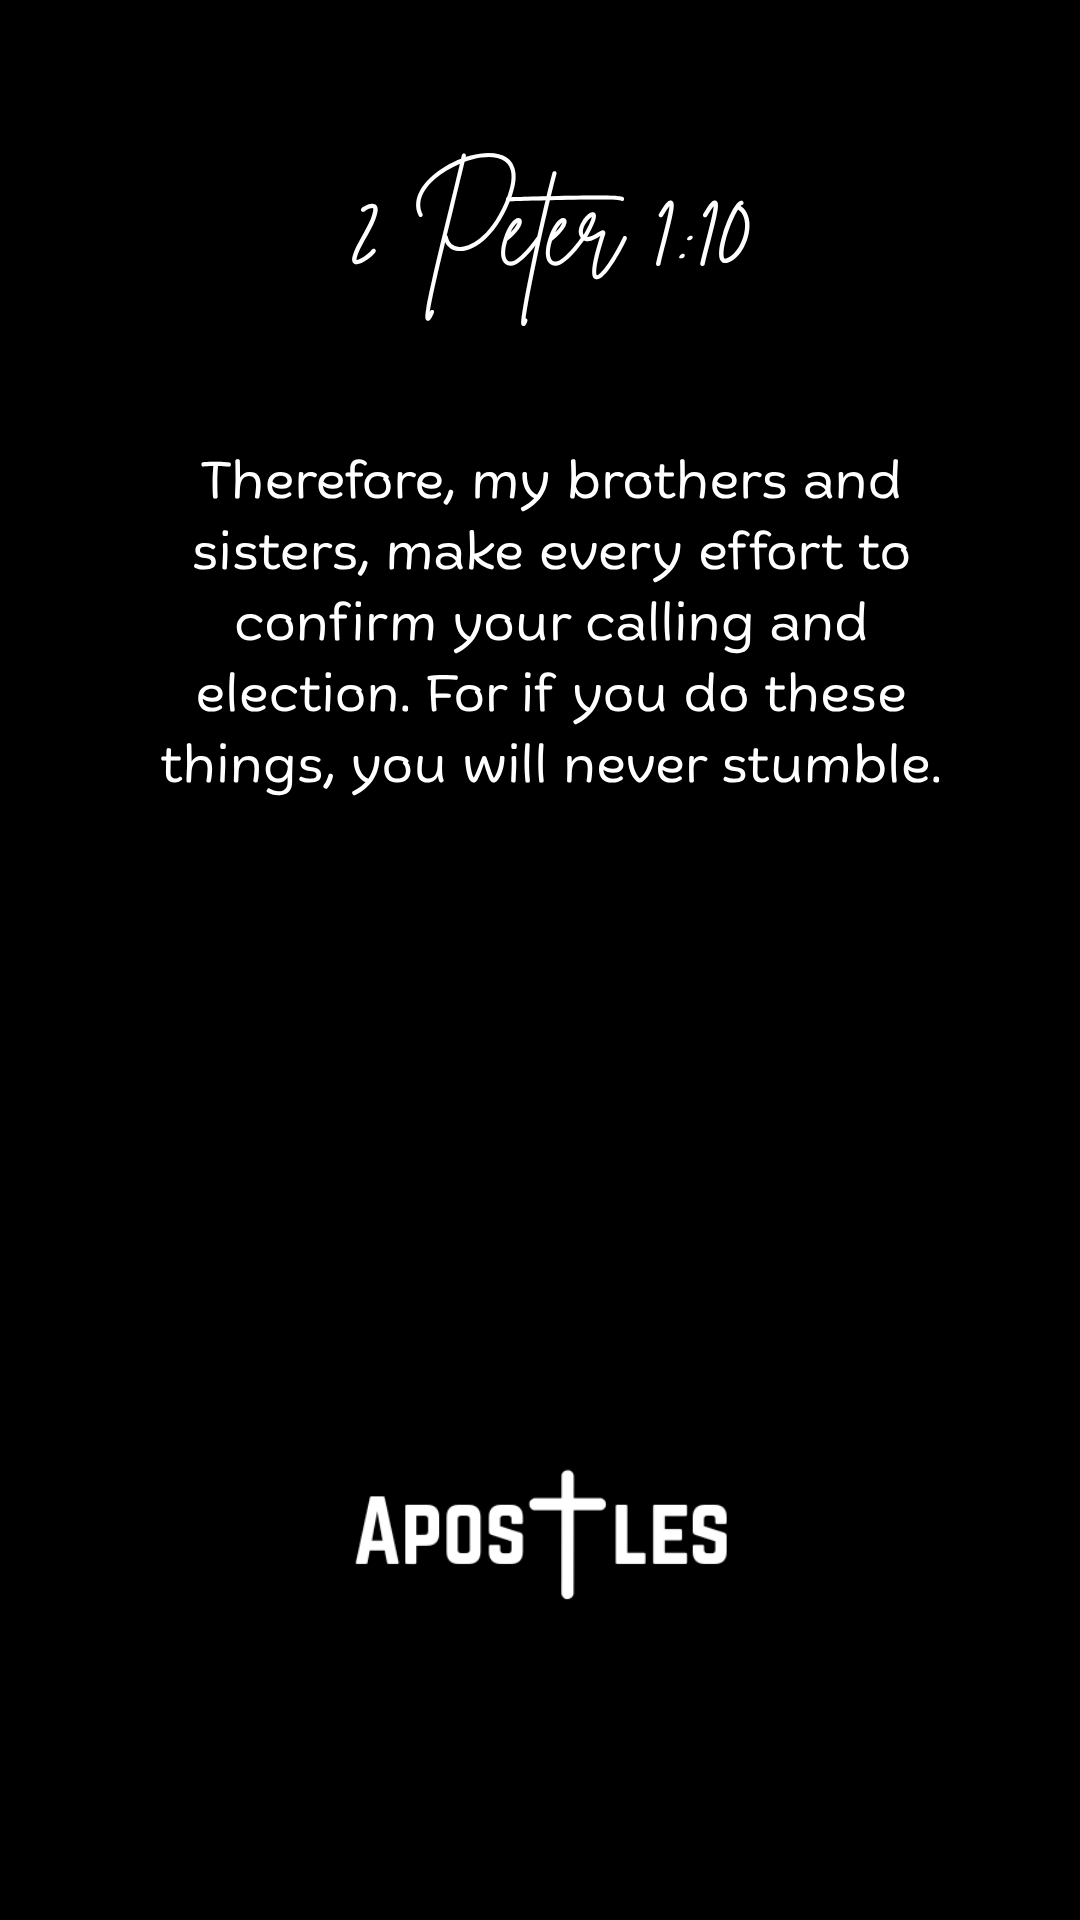 2 Peter 1:10
Therefore, my brothers and
sisters, make every effort to
confirm your calling and
election. For if you do these
things, you will never stumble.
APOSTLES